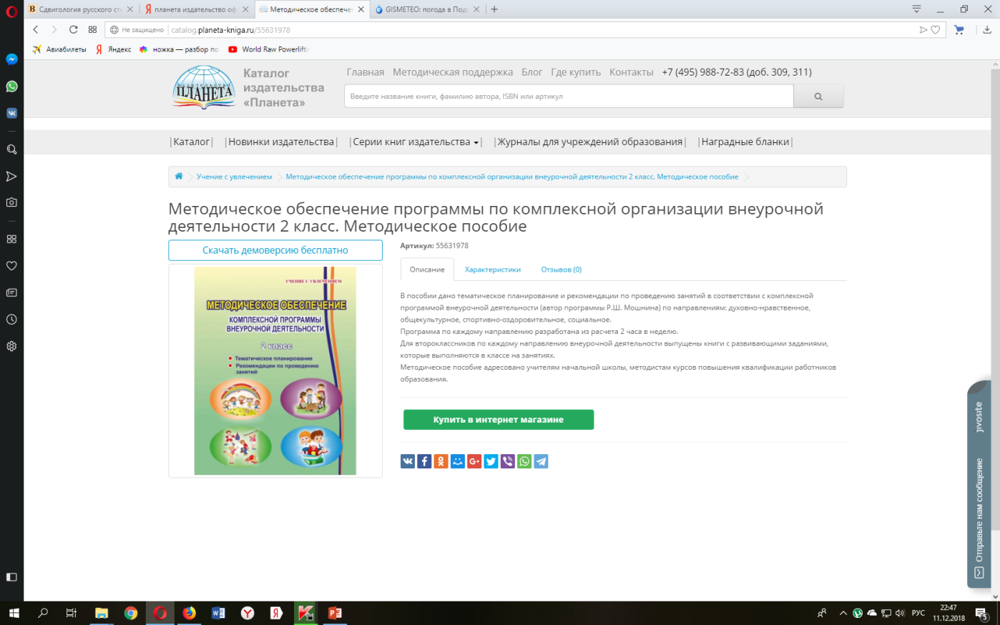 Сдвигология русского ст
планета издательство оф
Методическое обеспече
GISMETEO: погода в Подо
Не защищено catalog.planeta-kniga.ru/55631978
Авиабилеты Яндекс ножка — разбор по World Raw Powerlifti
ИЗДАТЕЛЬСТВО
ПЛАНЕТА
Каталог
издательства
«Планета»
Главная Методическая поддержка Блог Где купить Контакты +7 (495) 988-72-83 (доб. 309, 311)
Введите название книги, фамилию автора, ISBN или артикул
|Каталог| |Новинки издательства| |Серии книг издательства | |Журналы для учреждений образования| |Наградные бланки|
Учение с увлечением Методическое обеспечение программы по комплексной организации внеурочной деятельности 2 класс. Методическое пособие
Методическое обеспечение программы по комплексной организации внеурочной
деятельности 2 класс. Методическое пособие
Скачать демоверсию бесплатно
УЧЕНИЕ С УВЛЕЧЕНИЕМ
МЕТОДИЧЕСКОЕ ОБЕСПЕЧЕНИЕ
КОМПЛЕКСНОЙ ПРОГРАММЫ
ВНЕУРОЧНОЙ ДЕЯТЕЛЬНОСТИ
2 класс
• Тематическое планирование
• Рекомендации по проведению
занятий
Артикул: 55631978
Описание Характеристики Отзывов (0)
В пособии дано тематическое планирование и рекомендации по проведению занятий в соответствии с комплексной
программой внеурочной деятельности (автор программы Р.Ш. Мошнина) по направлениям: духовно-нравственное,
общекультурное, спортивно-оздоровительное, социальное.
Программа по каждому направлению разработана из расчета 2 часа в неделю.
Для второклассников по каждому направлению внеурочной деятельности выпущены книги с развивающими заданиями,
которые выполняются в классе на занятиях.
Методическое пособие адресовано учителям начальной школы, методистам курсов повышения квалификации работников
образования.
Купить в интернет магазине
Отправьте нам сообщение jivosite
РУС
22:47
11.12.2018
5